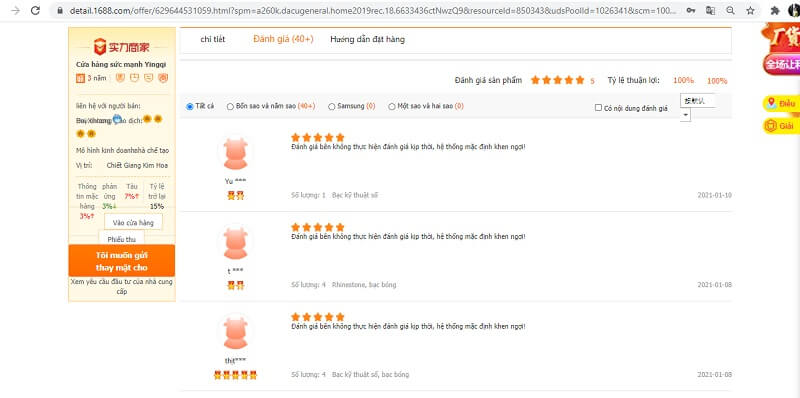 detail.1688.com/offer/629644531059.html?spm=a260k.dacugeneral.home2019rec.18.6633436ctNwzQ9&resourceId=850343&udsPoolId=1026341&scm=100...
chi tiết
Đánh giá (40+)
Hướng dẫn đặt hàng
实力商家
Cửa hàng sức mạnh Yingqi
3 năm
liên hệ với người bán:
dịch:
Mô hình kinh doanhnhà chế tạo
Vị trí: Chiết Giang Kim Hoa
Thông tin mặc hàng 3%↑
phản ứng 3%↓
Tàu 7%↑
Tỷ lệ trở lại 15%
Vào cửa hàng
Phiếu thu
Tôi muốn gửi
thay mặt cho
Xem yêu cầu đầu tư của nhà cung
cấp
Đánh giá sản phẩm 5 Tỷ lệ thuận lợi: 100% 100%
Tất cả Bốn sao và năm sao (40+) Samsung (0) Một sao và hai sao (0) Có nội dung đánh giá
按默认
Đánh giá bên không thực hiện đánh giá kịp thời, hệ thống mặc định khen ngợi!
Yu ***
Số lượng: 1 Bạc kỹ thuật số 2021-01-10
Đánh giá bên không thực hiện đánh giá kịp thời, hệ thống mặc định khen ngợi!
t ***
Số lượng: 4 Rhinestone, bạc bóng 2021-01-08
Đánh giá bên không thực hiện đánh giá kịp thời, hệ thống mặc định khen ngợi!
thịt***
Số lượng: 4 Bạc kỹ thuật số, bạc bóng 2021-01-08
厂货
全场让利
Điều
Giải